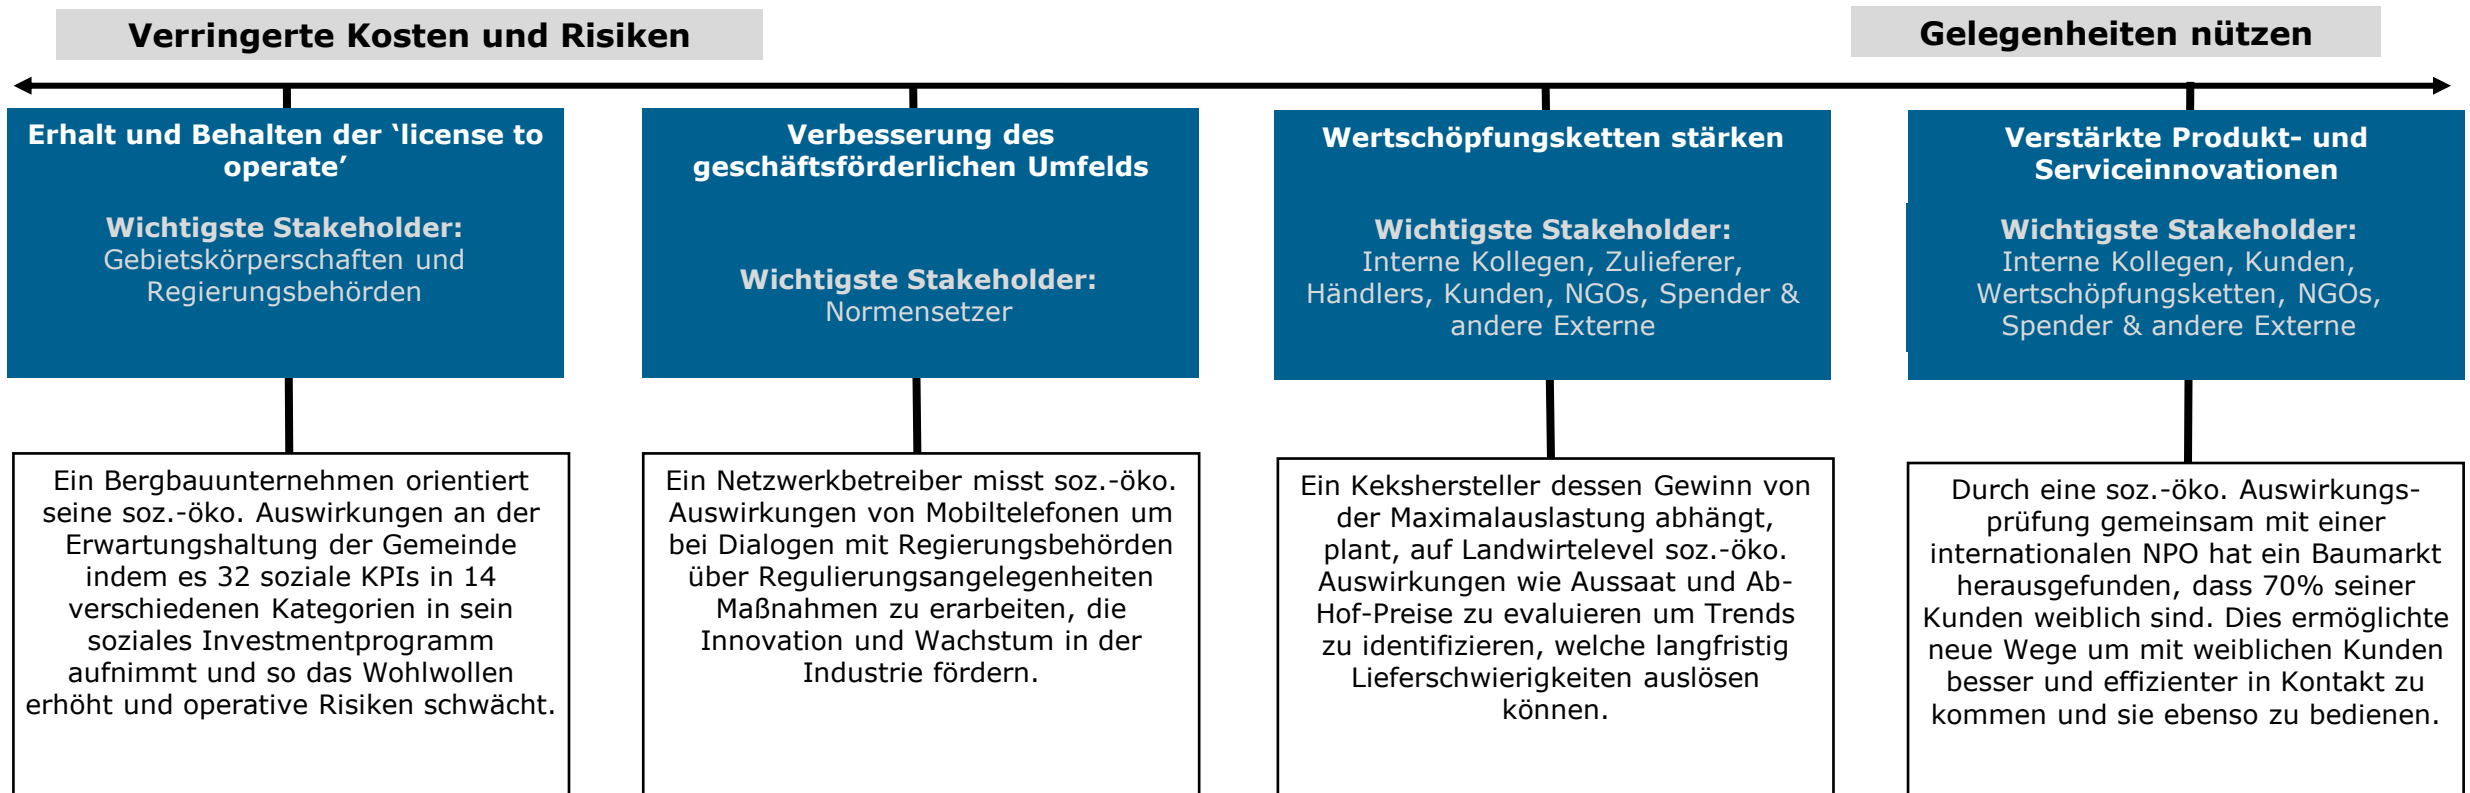 Verringerte Kosten und Risiken
Gelegenheiten nützen
Erhalt und Behalten der ‘license to
operate’
Wichtigste Stakeholder:
Gebietskörperschaften und
Regierungsbehörden
Verbesserung des
geschäftsförderlichen Umfelds
Wichtigste Stakeholder:
Normensetzer
Wertschöpfungsketten stärken
Wichtigste Stakeholder:
Interne Kollegen, Zulieferer,
Händlers, Kunden, NGOs, Spender &
andere Externe
Verstärkte Produkt- und
Serviceinnovationen
Wichtigste Stakeholder:
Interne Kollegen, Kunden,
Wertschöpfungsketten, NGOs,
Spender & andere Externe
Ein Bergbauunternehmen orientiert
seine soz.-öko. Auswirkungen an der
Erwartungshaltung der Gemeinde
indem es 32 soziale KPIs in 14
verschiedenen Kategorien in sein
soziales Investmentprogramm
aufnimmt und so das Wohlwollen
erhöht und operative Risiken schwächt.
Ein Netzwerkbetreiber misst soz.-öko.
Auswirkungen von Mobiltelefonen um
bei Dialogen mit Regierungsbehörden
über Regulierungsangelegenheiten
Maßnahmen zu erarbeiten, die
Innovation und Wachstum in der
Industrie fördern.
Ein Kekshersteller dessen Gewinn von
der Maximalauslastung abhängt,
plant, auf Landwirtelevel soz.-öko.
Auswirkungen wie Aussaat und Ab-
Hof-Preise zu evaluieren um Trends
zu identifizieren, welche langfristig
Lieferschwierigkeiten auslösen
können.
Durch eine soz.-öko. Auswirkungs-
prüfung gemeinsam mit einer
internationalen NPO hat ein Baumarkt
herausgefunden, dass 70% seiner
Kunden weiblich sind. Dies ermöglichte
neue Wege um mit weiblichen Kunden
besser und effizienter in Kontakt zu
kommen und sie ebenso zu bedienen.